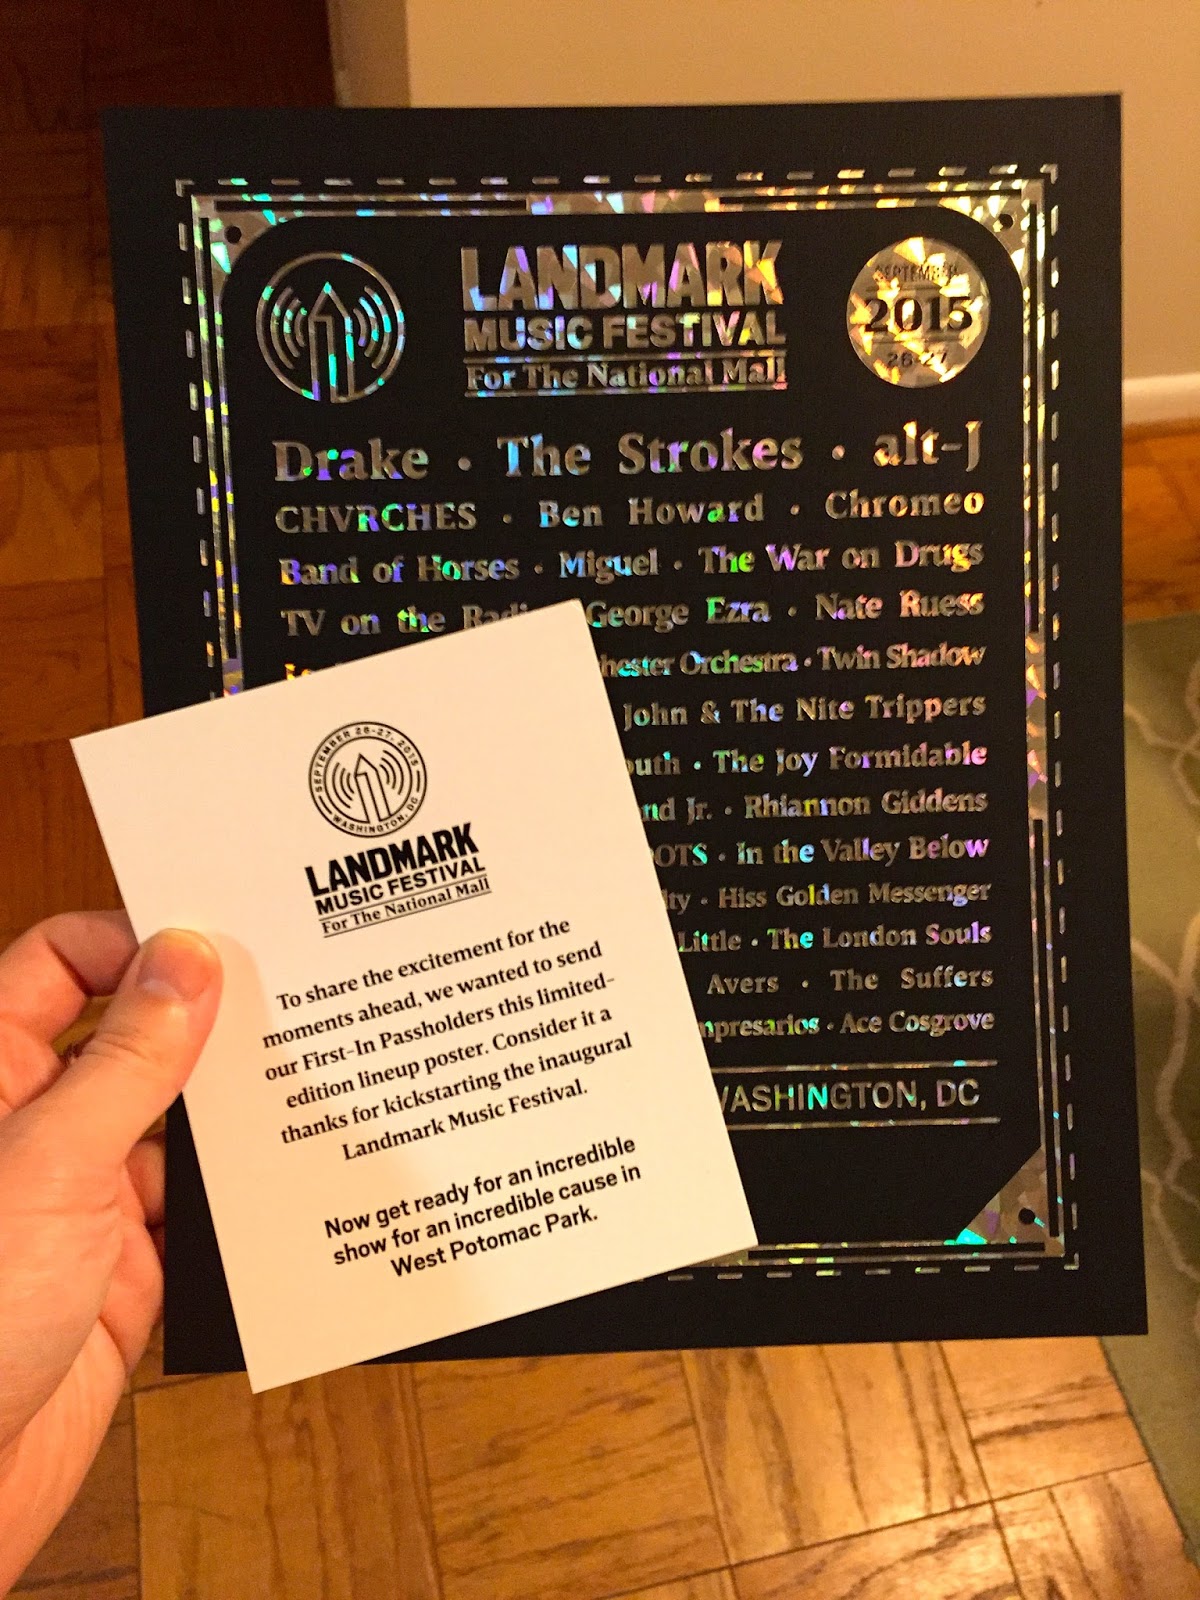 LANDMARK
MUSIC FESTIVAL
For The National Mall
SEPTEMBER
2015
26-27
Drake · The Strokes · alt-J
CHVRCHES · Ben Howard · Chromeo
Band of Horses · Miguel · The War on Drugs
TV on the · George Ezra · Nate Ruess
Orchestra · Twin Shadow
John & The Nite Trippers
· The Joy Formidable
Jr. · Rhiannon Giddens
· In the Valley Below
· Hiss Golden Messenger
Little · The London Souls
Avers · The Suffers
· Ace Cosgrove
WASHINGTON, DC
SEPTEMBER 26-27, 2015
WASHINGTON, DC
LANDMARK
MUSIC FESTIVAL
For The National Mall
To share the excitement for the
moments ahead, we wanted to send
our First-In Passholders this limited-
edition lineup poster. Consider it a
thanks for kickstarting the inaugural
Landmark Music Festival.
Now get ready for an incredible
show for an incredible cause in
West Potomac Park.